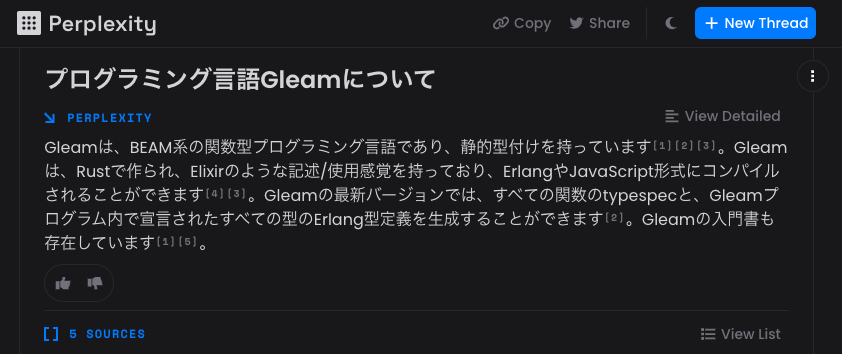 Perplexity
Copy
Share
New Thread
プログラミング言語Gleamについて
PERPLEXITY
View Detailed
Gleamは、BEAM系の関数型プログラミング言語であり、静的型付けを持っています[1][2][3]。Gleam
は、Rustで作られ、Elixirのような記述/使用感覚を持っており、ErlangやJavaScript形式にコンパイル
されることができます[4][3]。Gleamの最新バージョンでは、すべての関数のtypespecと、Gleamプ
ログラム内で宣言されたすべての型のErlang型定義を生成することができます[2]。Gleamの入門書も
存在しています[1][5]。
5 SOURCES
View List